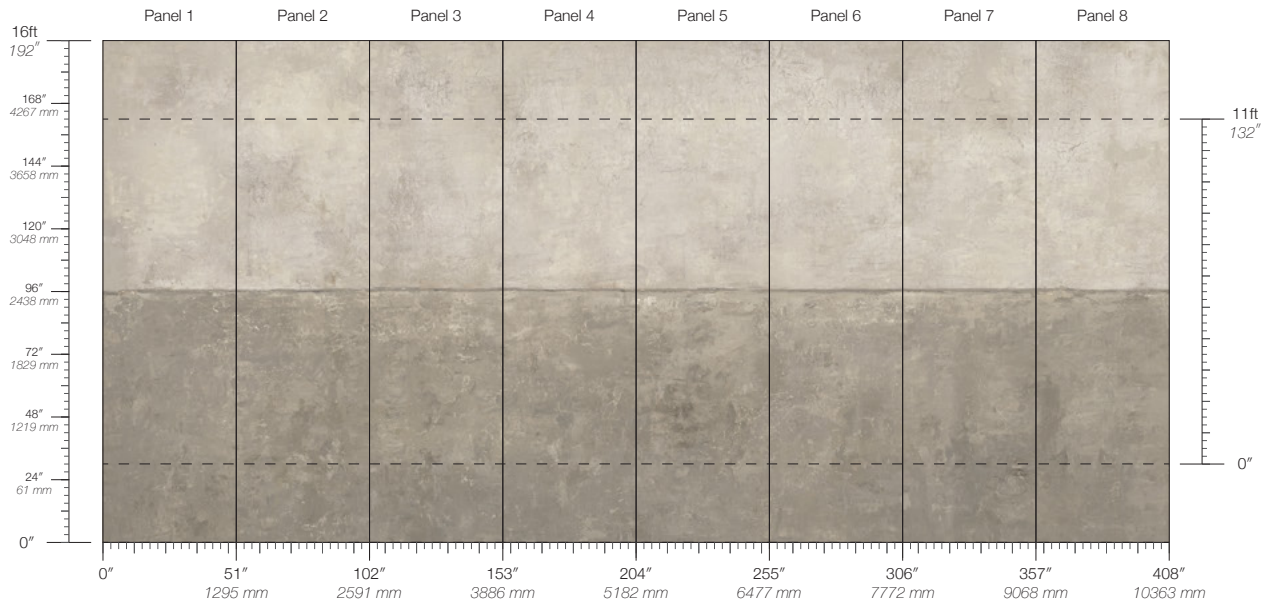 Panel 1 Panel 2 Panel 3 Panel 4 Panel 5 Panel 6 Panel 7 Panel 8
16ft
192″
168″
4267 mm
144″
3658 mm
120″
3048 mm
96″
2438 mm
72″
1829 mm
48″
1219 mm
24″
61 mm
0″
11ft
132″
0″
0″ 51″ 102″ 153″ 204″ 255″ 306″ 357″ 408″
1295 mm 2591 mm 3886 mm 5182 mm 6477 mm 7772 mm 9068 mm 10363 mm